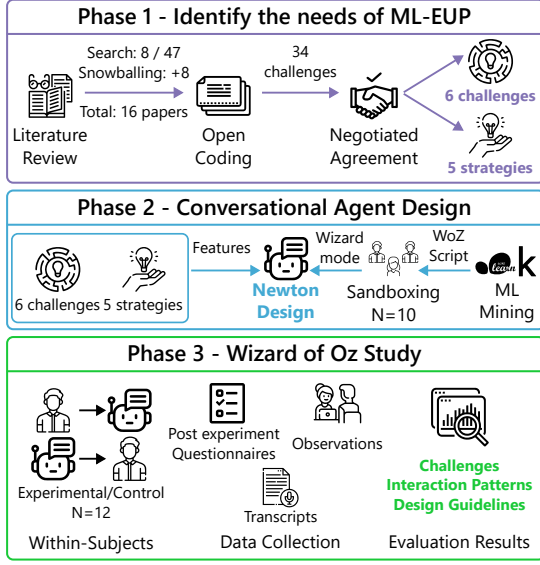 Phase 1 - Identify the needs of ML-EUP
Search: 8 / 47
Snowballing: +8
Total: 16 papers
34
challenges
6 challenges
5 strategies
Literature
Review
Open
Coding
Negotiated
Agreement
Phase 2 - Conversational Agent Design
6 challenges
5 strategies
Features
Newton
Design
Wizard
mode
Sandboxing
N=10
WoZ
Script
learn
k
ML
Mining
Phase 3 - Wizard of Oz Study
Experimental/Control
N=12
Within-Subjects
Post experiment
Questionnaires
Observations
Transcripts
Data Collection
Challenges
Interaction Patterns
Design Guidelines
Evaluation Results